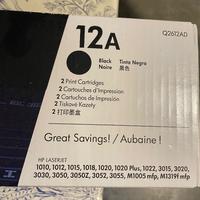 12A
Q2612AD
Black
Noire
Tinta Negra
黑色
2 Print Cartridges
2 Cartouches d'Impression
2 Cartuchos de Impresión
2 Tiskové Kazety
2 打印墨盒
Great Savings! / Aubaine !
HP LASERJET
1010, 1012, 1015, 1018, 1020, 1020 Plus, 1022, 3015, 3020,
3030, 3050, 3050Z, 3052, 3055, M1005 mfp, M1319f mfp